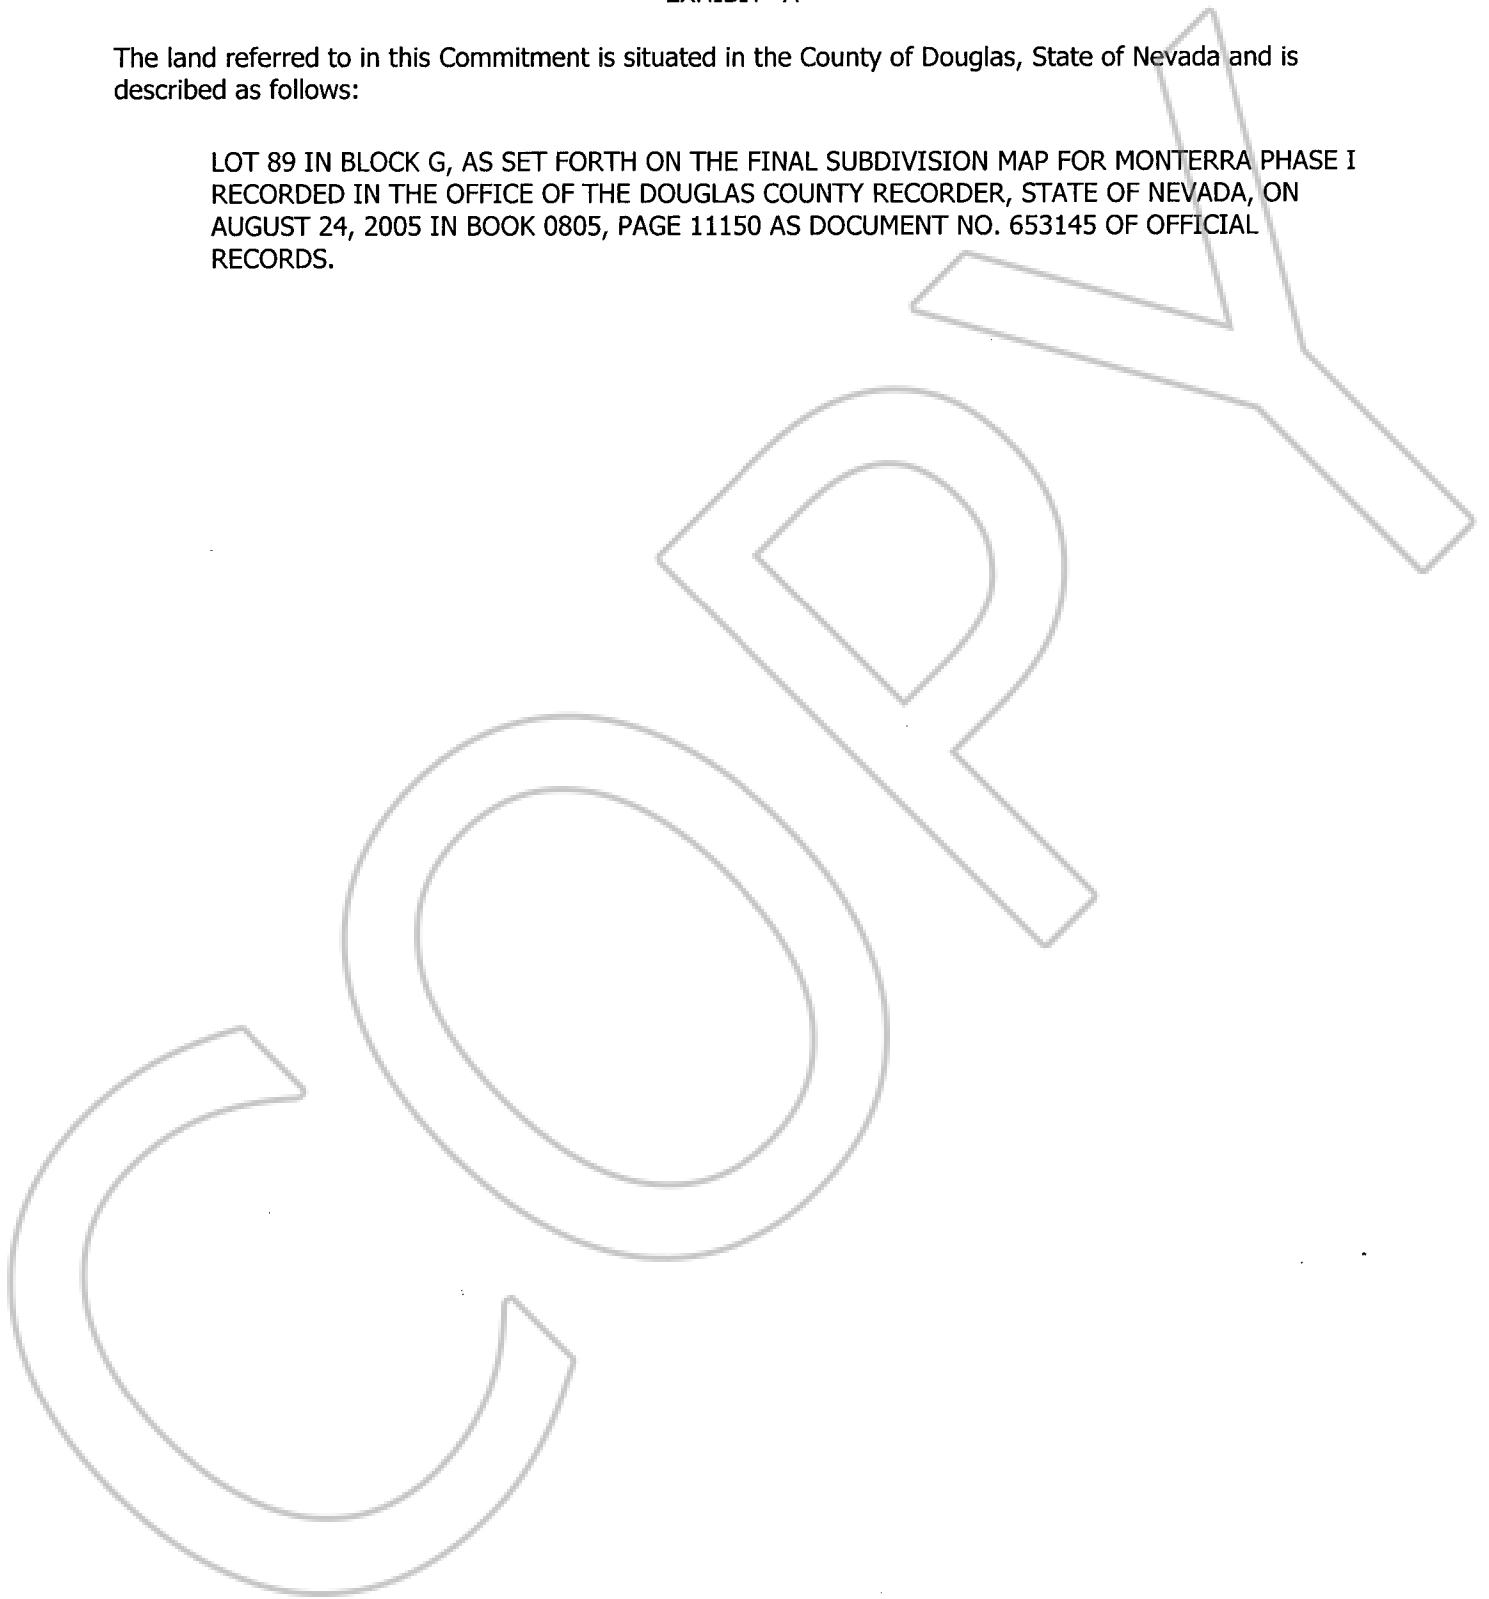 The land referred to in this Commitment is situated in the County of Douglas, State of Nevada and is
described as follows:
LOT 89 IN BLOCK G, AS SET FORTH ON THE FINAL SUBDIVISION MAP FOR MONTERRA PHASE I
RECORDED IN THE OFFICE OF THE DOUGLAS COUNTY RECORDER, STATE OF NEVADA, ON
AUGUST 24, 2005 IN BOOK 0805, PAGE 11150 AS DOCUMENT NO. 653145 OF OFFICIAL
RECORDS.
COPY